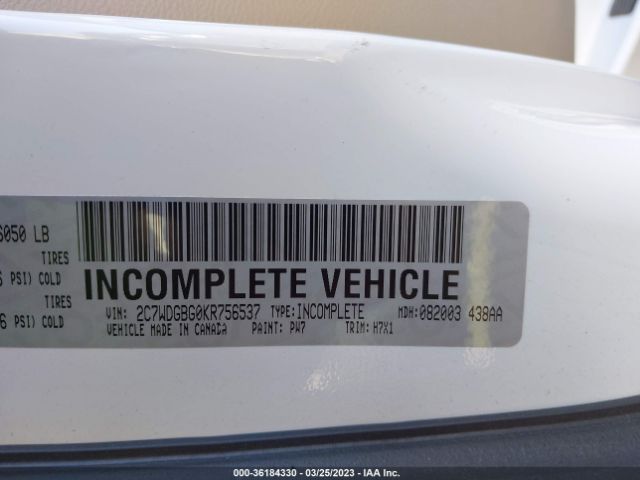 6050 LB
TIRES
PSI) COLD
TIRES
6 PSI) COLD
INCOMPLETE VEHICLE
VIN: 2C7WDGBG0KR756537 TYPE: INCOMPLETE MDH: 082003 438AA
VEHICLE MADE IN CANADA PAINT: PW7 TRIM: H7X1
000-36184330 - 03/25/2023 - IAA Inc.